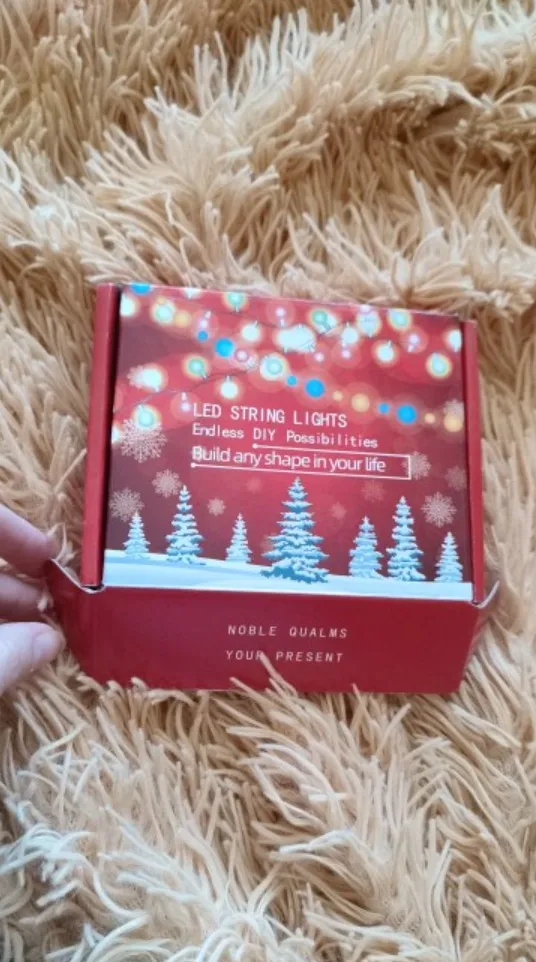 LED STRING LIGHTS
Endless DIY Possibilities
Build any shape in your life
NOBLE QUALMS
YOUR PRESENT